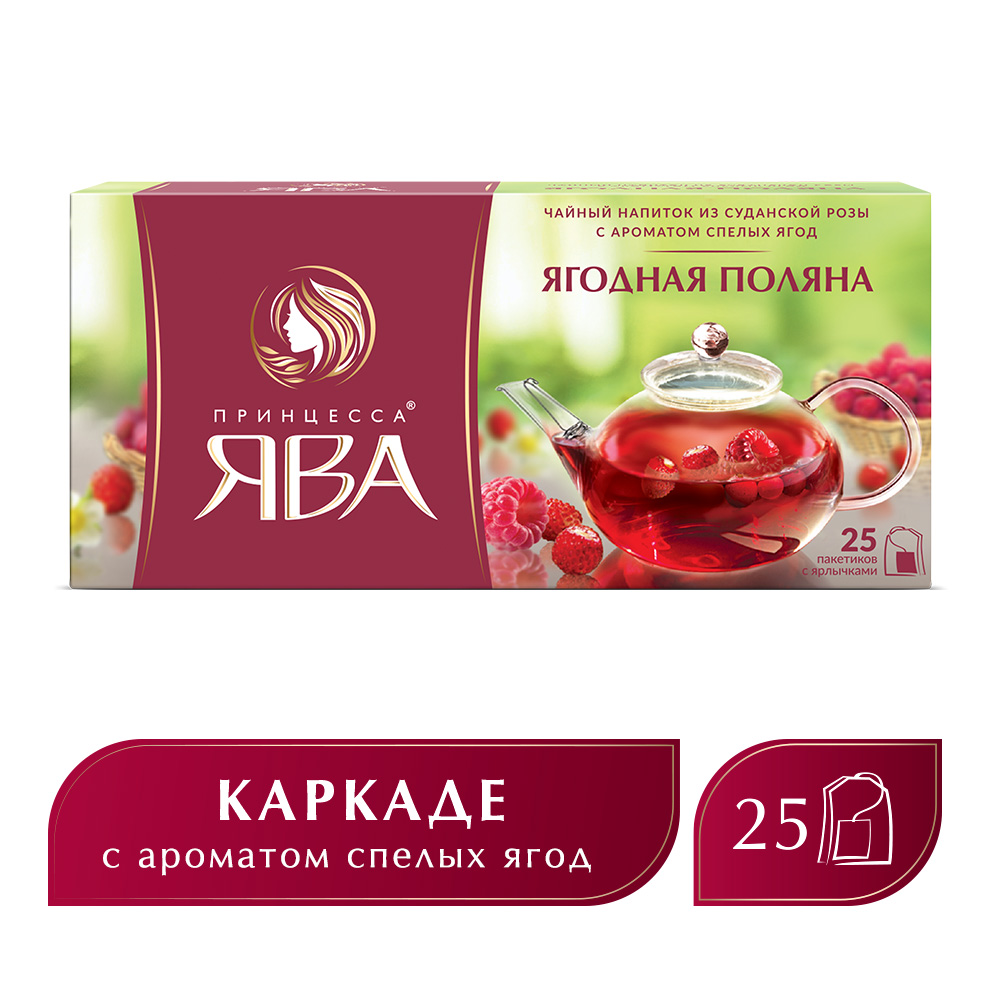 ЧАЙНЫЙ НАПИТОК ИЗ СУДАНСКОЙ РОЗЫ
С АРОМАТОМ СПЕЛЫХ ЯГОД
ЯГОДНАЯ ПОЛЯНА
ПРИНЦЕССА®
ЯВА
25
пакетиков
с ярлычками
КАРКАДЕ
с ароматом спелых ягод
25